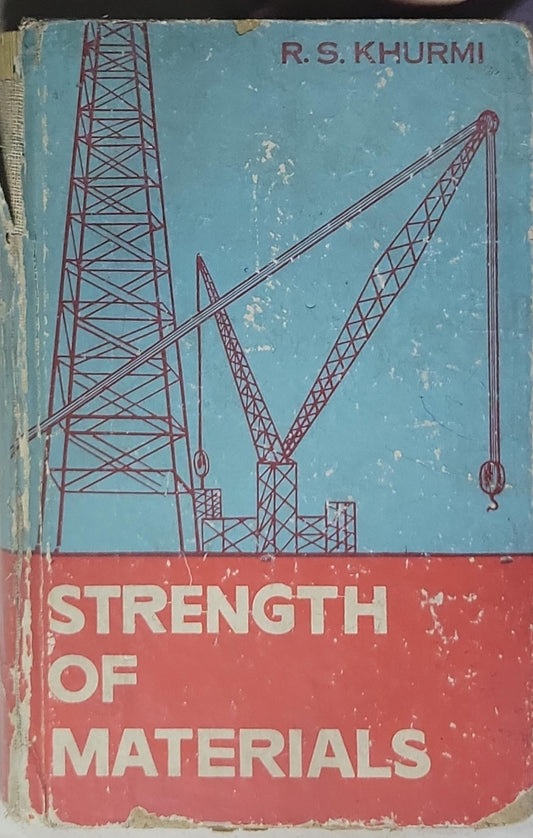 R. S. KHURMI
STRENGTH
OF
MATERIALS